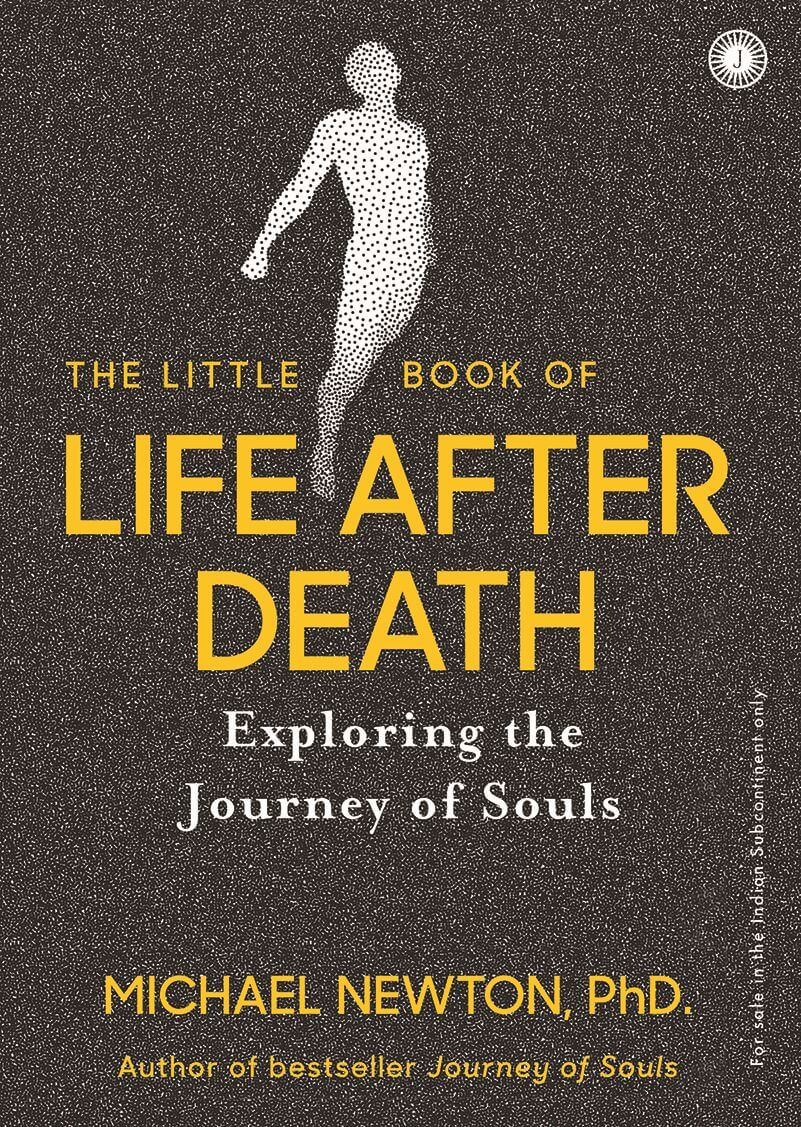 J
THE LITTLE BOOK OF
LIFE AFTER
DEATH
Exploring the
Journey of Souls
For sale in the Indian Subcontinent only
MICHAEL NEWTON, PhD.
Author of bestseller Journey of Souls